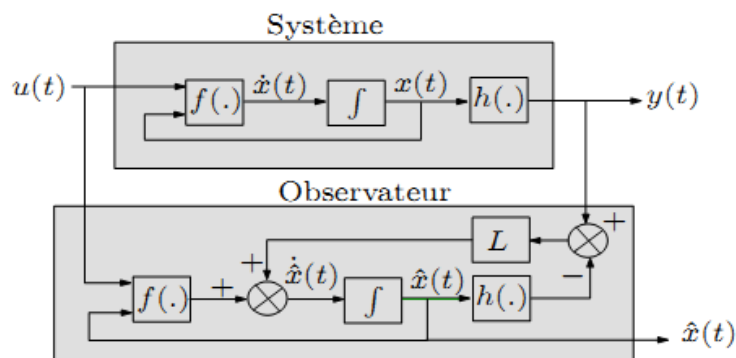 Système
u(t)
f(.)
ẋ(t)
∫
x(t)
h(.)
y(t)
Observateur
+
L
+
−
f(.)
+
x̂̇(t)
∫
x̂(t)
h(.)
x̂(t)